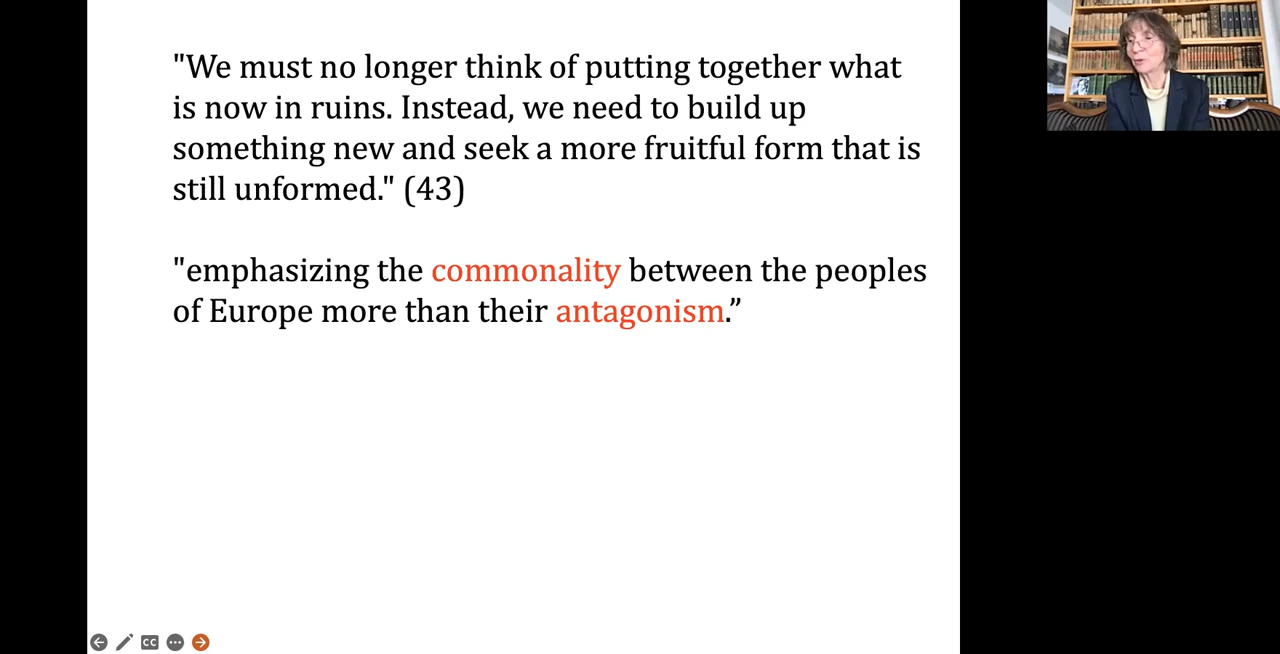 "We must no longer think of putting together what
is now in ruins. Instead, we need to build up
something new and seek a more fruitful form that is
still unformed." (43)
"emphasizing the commonality between the peoples
of Europe more than their antagonism.”
CC